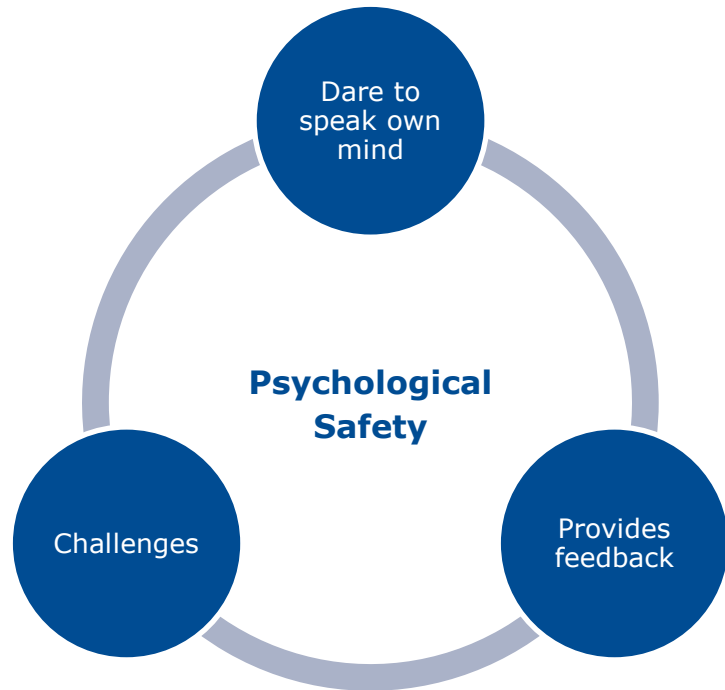 Dare to
speak own
mind
Psychological
Safety
Challenges
Provides
feedback